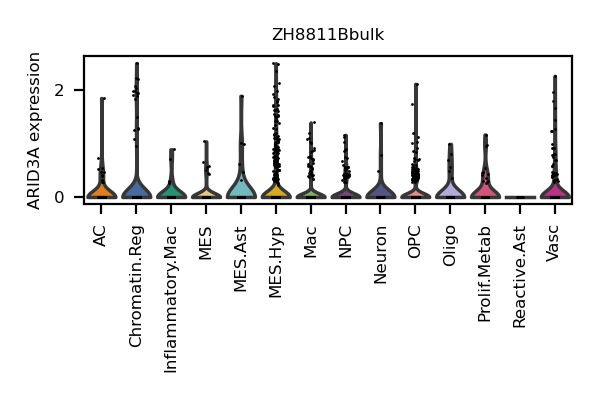 ZH8811Bbulk
ARID3A expression
2
0
AC
Chromatin.Reg
Inflammatory.Mac
MES
MES.Ast
MES.Hyp
Mac
NPC
Neuron
OPC
Oligo
Prolif.Metab
Reactive.Ast
Vasc